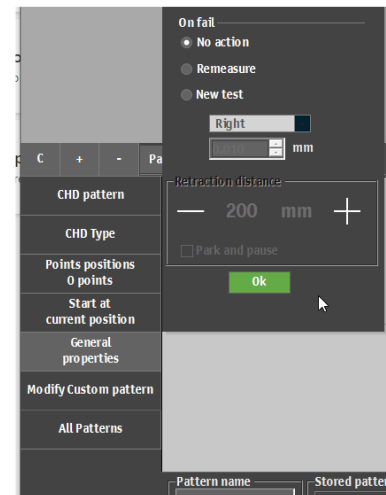 On fail
No action
Remeasure
New test
Right
0.010 mm
C + - Pa
Retraction distance
— 200 mm +
Park and pause
Ok
CHD pattern
CHD Type
Points positions
0 points
Start at
current position
General
properties
Modify Custom pattern
All Patterns
Pattern name
Stored patte